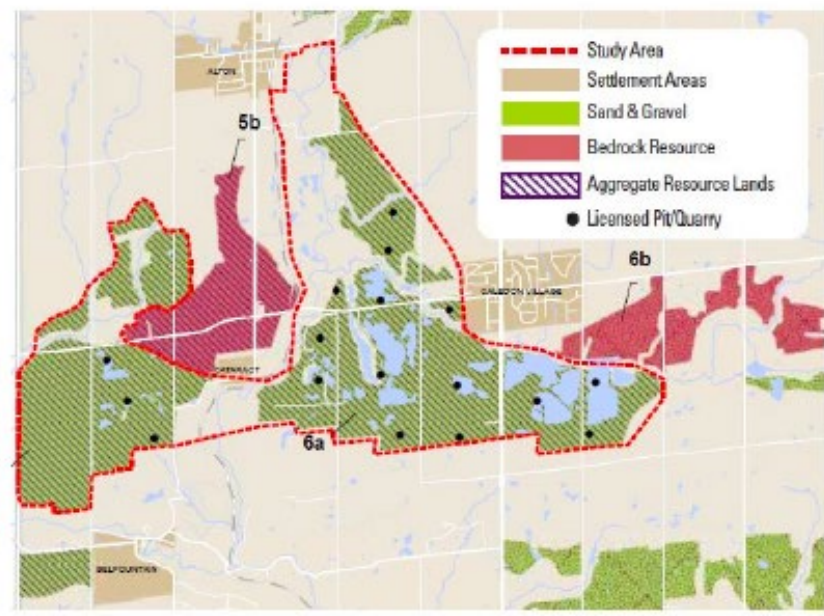 ALTON
5b
Study Area
Settlement Areas
Sand & Gravel
Bedrock Resource
Aggregate Resource Lands
Licensed Pit/Quarry
6b
CALEDON VILLAGE
CATARACT
6a
BELFOUNTAIN